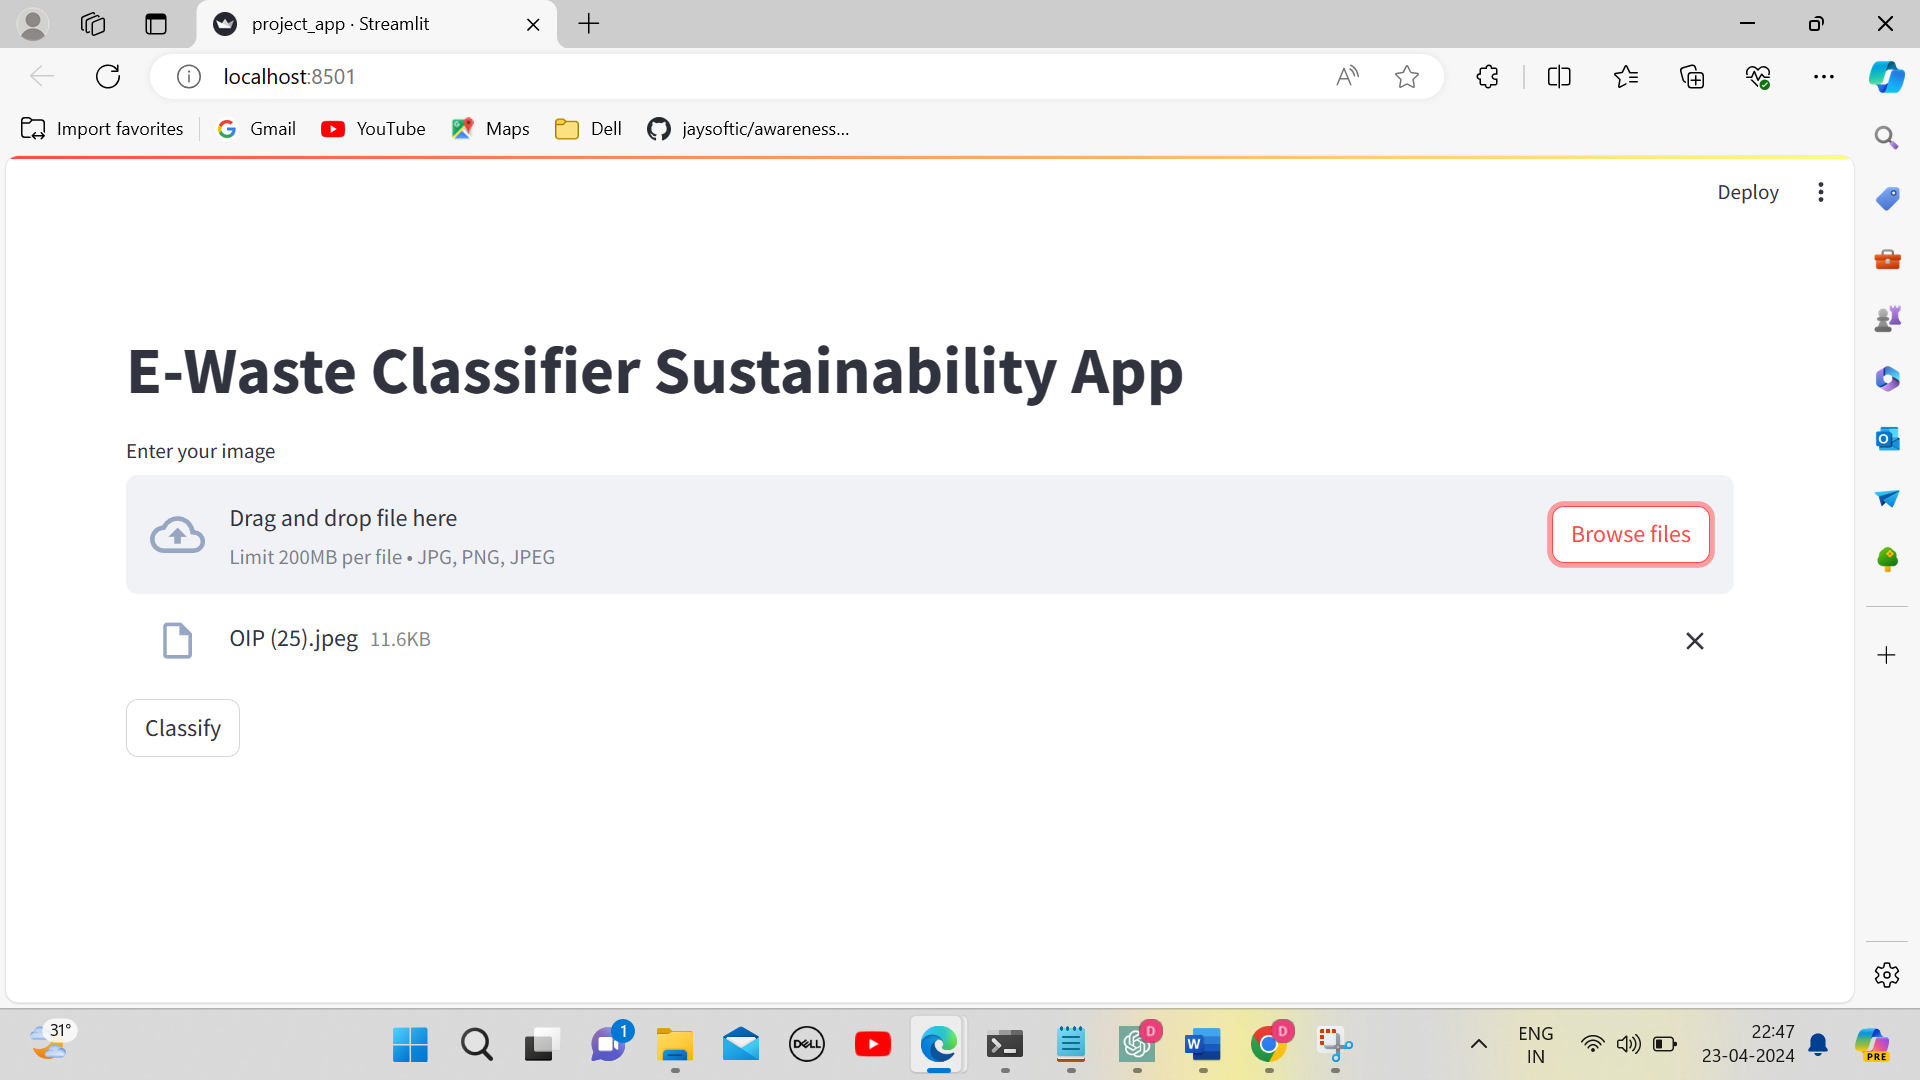 project_app · Streamlit
localhost:8501
Import favorites
Gmail
YouTube
Maps
Dell
jaysoftic/awareness...
Deploy
E-Waste Classifier Sustainability App
Enter your image
Drag and drop file here
Limit 200MB per file • JPG, PNG, JPEG
Browse files
OIP (25).jpeg 11.6KB
Classify
31°
1
DELL
D
W
D
ENG
IN
22:47
23-04-2024
PRE